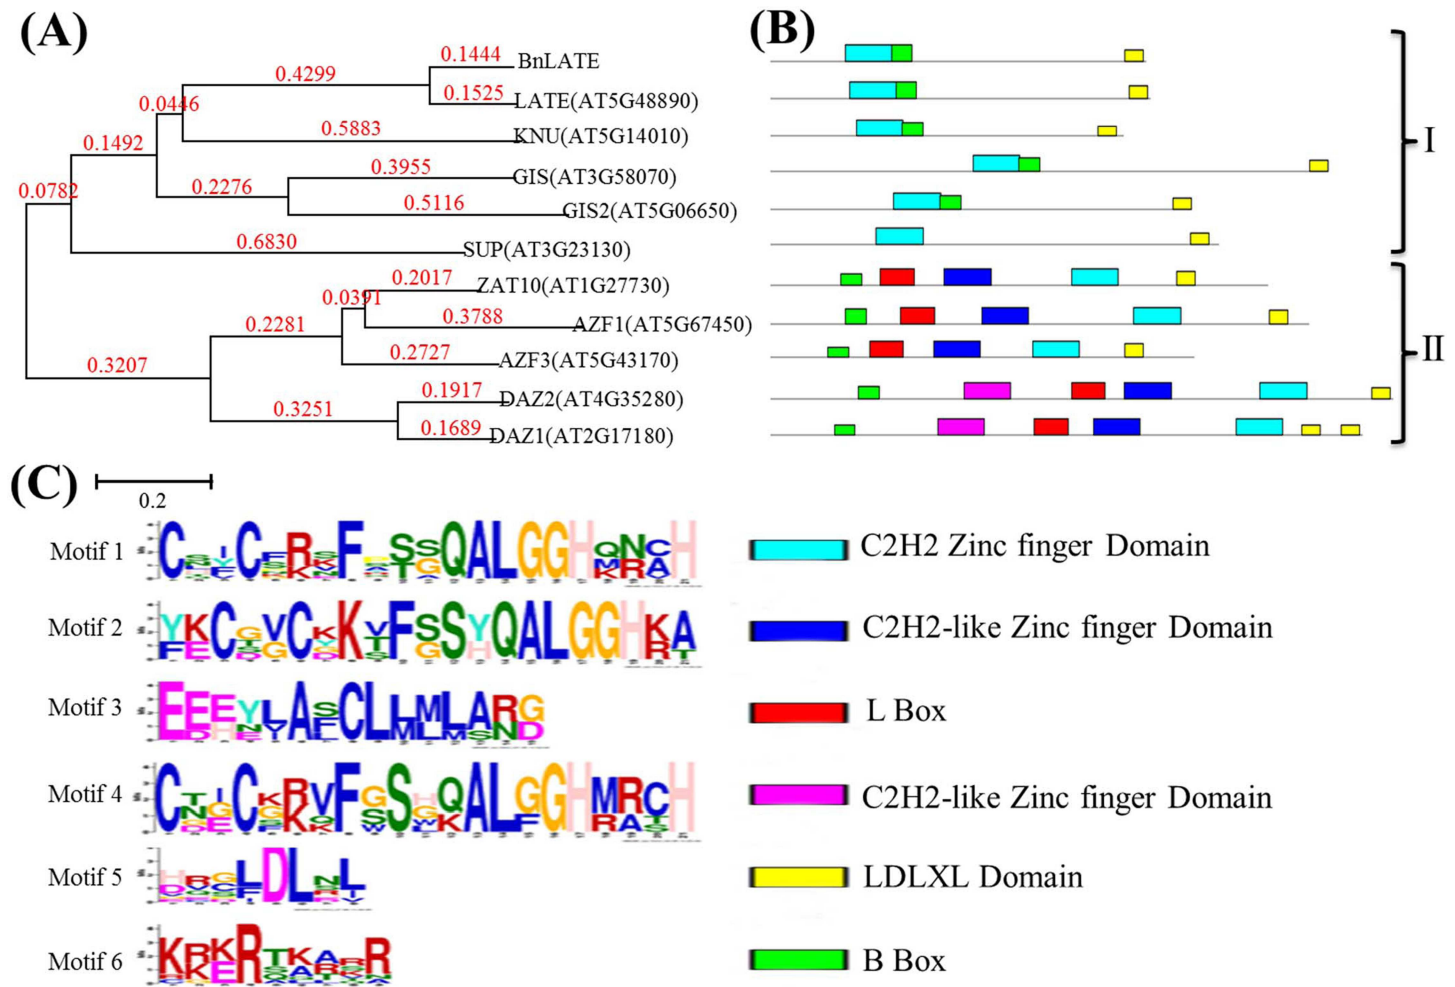 (A)
(B)
0.1444
BnLATE
0.4299
0.1525
LATE(AT5G48890)
0.0446
0.5883
KNU(AT5G14010)
I
0.1492
0.3955
GIS(AT3G58070)
0.2276
0.5116
GIS2(AT5G06650)
0.0782
0.6830
SUP(AT3G23130)
0.2017
ZAT10(AT1G27730)
0.0391
0.3788
AZF1(AT5G67450)
0.2281
0.2727
AZF3(AT5G43170)
II
0.3207
0.1917
DAZ2(AT4G35280)
0.3251
0.1689
DAZ1(AT2G17180)
(C)
0.2
Motif 1
C2H2 Zinc finger Domain
Motif 2
C2H2-like Zinc finger Domain
Motif 3
L Box
Motif 4
C2H2-like Zinc finger Domain
Motif 5
LDLXL Domain
Motif 6
B Box